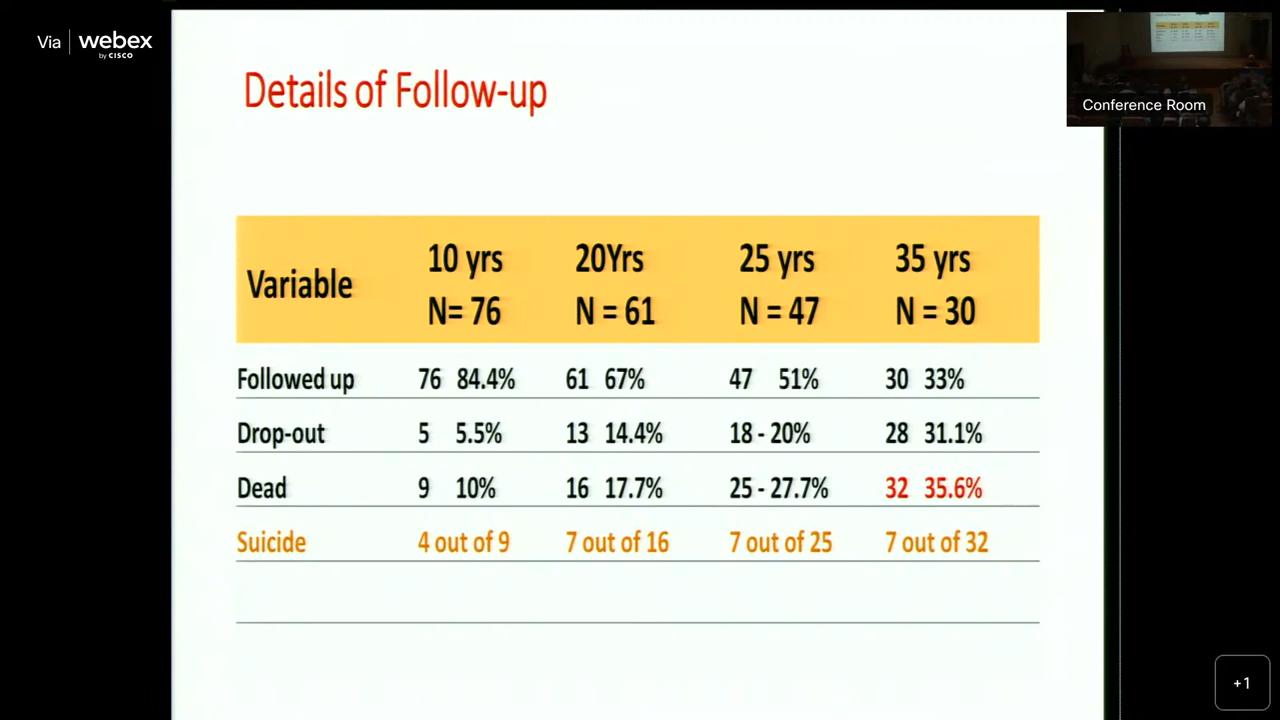 Via webex
by CISCO
Details of Follow-up
Conference Room
Variable 10 yrs 20Yrs 25 yrs 35 yrs
N= 76 N = 61 N = 47 N = 30
Followed up 76 84.4% 61 67% 47 51% 30 33%
Drop-out 5 5.5% 13 14.4% 18 - 20% 28 31.1%
Dead 9 10% 16 17.7% 25 - 27.7% 32 35.6%
Suicide 4 out of 9 7 out of 16 7 out of 25 7 out of 32
+1